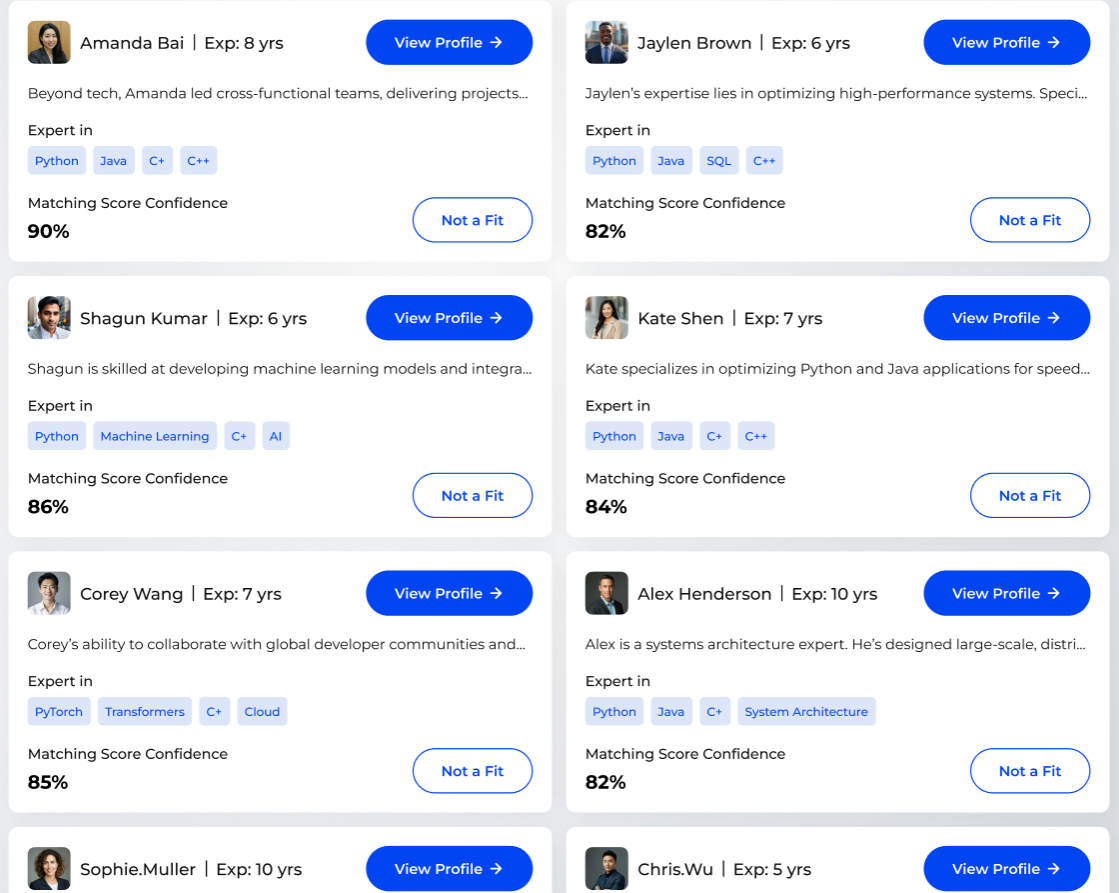 Amanda Bai | Exp: 8 yrs
View Profile →
Beyond tech, Amanda led cross-functional teams, delivering projects...
Expert in
Python Java C+ C++
Matching Score Confidence
90%
Not a Fit
Jaylen Brown | Exp: 6 yrs
View Profile →
Jaylen’s expertise lies in optimizing high-performance systems. Speci...
Expert in
Python Java SQL C++
Matching Score Confidence
82%
Not a Fit
Shagun Kumar | Exp: 6 yrs
View Profile →
Shagun is skilled at developing machine learning models and integra...
Expert in
Python Machine Learning C+ AI
Matching Score Confidence
86%
Not a Fit
Kate Shen | Exp: 7 yrs
View Profile →
Kate specializes in optimizing Python and Java applications for speed...
Expert in
Python Java C+ C++
Matching Score Confidence
84%
Not a Fit
Corey Wang | Exp: 7 yrs
View Profile →
Corey’s ability to collaborate with global developer communities and...
Expert in
PyTorch Transformers C+ Cloud
Matching Score Confidence
85%
Not a Fit
Alex Henderson | Exp: 10 yrs
View Profile →
Alex is a systems architecture expert. He’s designed large-scale, distri...
Expert in
Python Java C+ System Architecture
Matching Score Confidence
82%
Not a Fit
Sophie.Muller | Exp: 10 yrs
View Profile →
Chris.Wu | Exp: 5 yrs
View Profile →